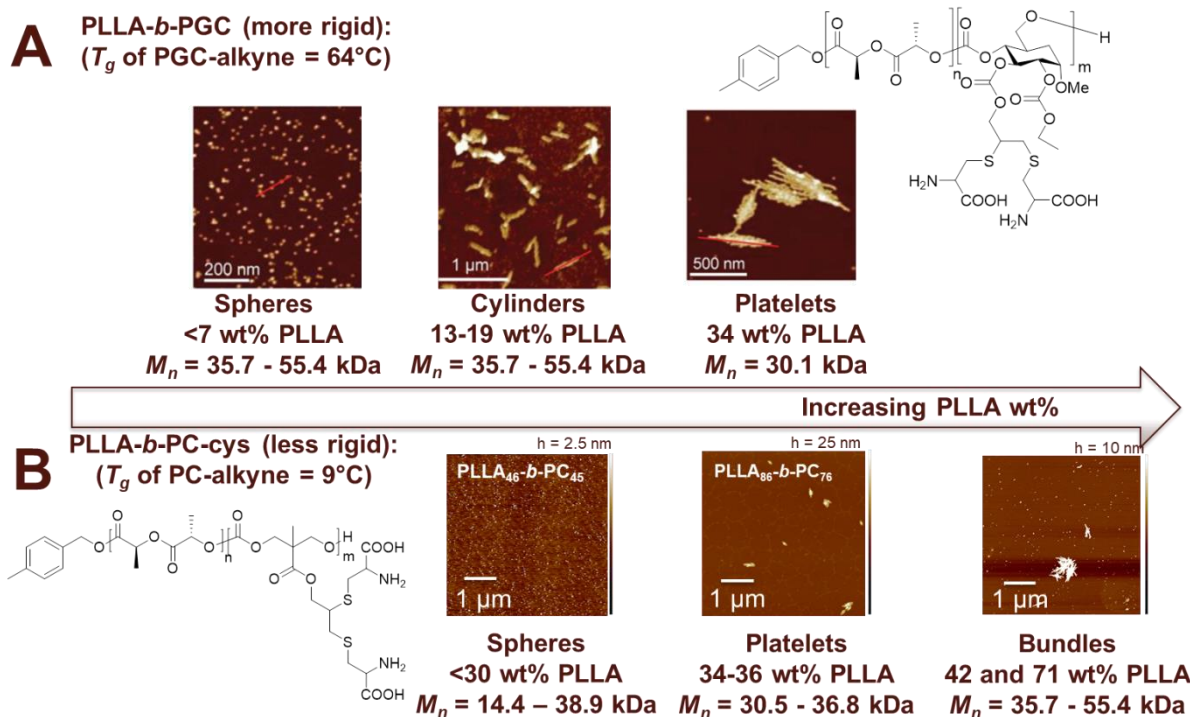 A
PLLA-b-PGC (more rigid):
(Tg of PGC-alkyne = 64°C)
O
O
O
O
O
n
O
O
O
O
H
m
O
O
O
O
OMe
O
O
S
S
H2N
COOH
H2N
COOH
200 nm
1 µm
500 nm
Spheres
<7 wt% PLLA
Mn = 35.7 - 55.4 kDa
Cylinders
13-19 wt% PLLA
Mn = 35.7 - 55.4 kDa
Platelets
34 wt% PLLA
Mn = 30.1 kDa
Increasing PLLA wt%
B
PLLA-b-PC-cys (less rigid):
(Tg of PC-alkyne = 9°C)
O
O
O
O
O
n
O
O
O
H
m
O
O
S
COOH
NH2
S
NH2
COOH
h = 2.5 nm
PLLA46-b-PC45
1 µm
h = 25 nm
PLLA86-b-PC76
1 µm
h = 10 nm
1 µm
Spheres
<30 wt% PLLA
Mn = 14.4 – 38.9 kDa
Platelets
34-36 wt% PLLA
Mn = 30.5 - 36.8 kDa
Bundles
42 and 71 wt% PLLA
Mn = 35.7 - 55.4 kDa